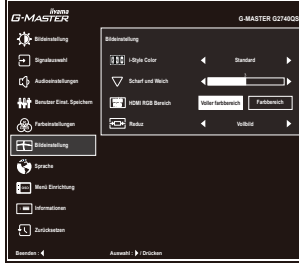 iiyama
G-MASTER
G-MASTER G2740QS
Bildeinstellung
Signalauswahl
Audioeinstellungen
Benutzer Einst. Speichern
Farbeinstellungen
Bildeinstellung
Sprache
Menü Einrichtung
Informationen
Zurücksetzen
Bildeinstellung
i-Style Color
Standard
Scharf und Weich
HDMI RGB Bereich
Voller farbbereich
Farbbereich
Redux
Vollbild
Beenden :
Auswahl : / Drücken